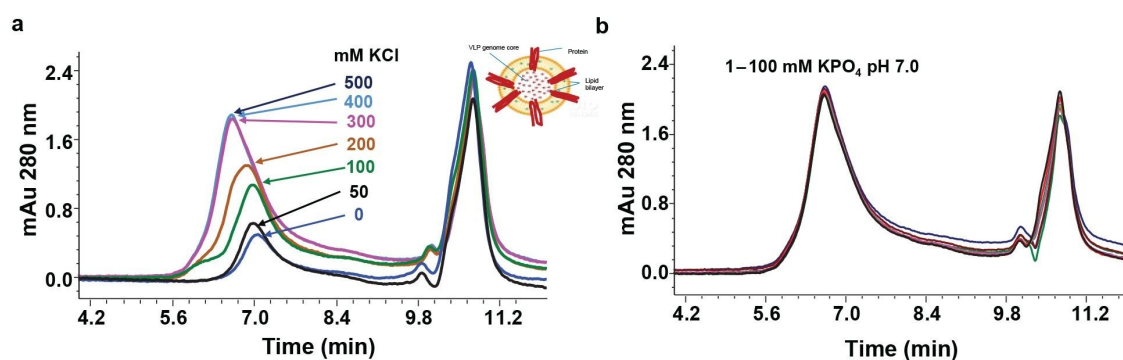 a
mM KCl
500
400
300
200
100
50
0
VLP genome core
Protein
Lipid
bilayer
mAu 280 nm
2.4
1.6
0.8
0.0
4.2 5.6 7.0 8.4 9.8 11.2
Time (min)
b
1–100 mM KPO₄ pH 7.0
mAu 280 nm
2.4
1.6
0.8
0.0
4.2 5.6 7.0 8.4 9.8 11.2
Time (min)